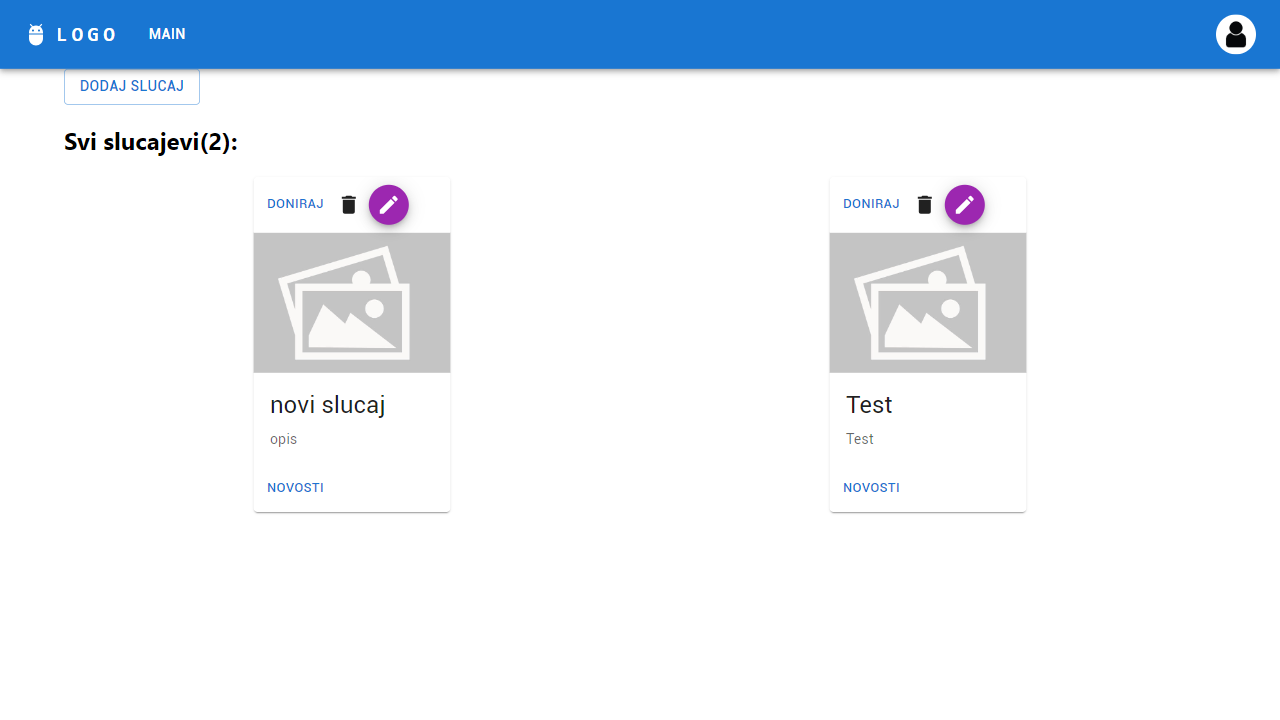 LOGO MAIN
DODAJ SLUCAJ
Svi slucajevi(2):
DONIRAJ
novi slucaj
opis
NOVOSTI
DONIRAJ
Test
Test
NOVOSTI